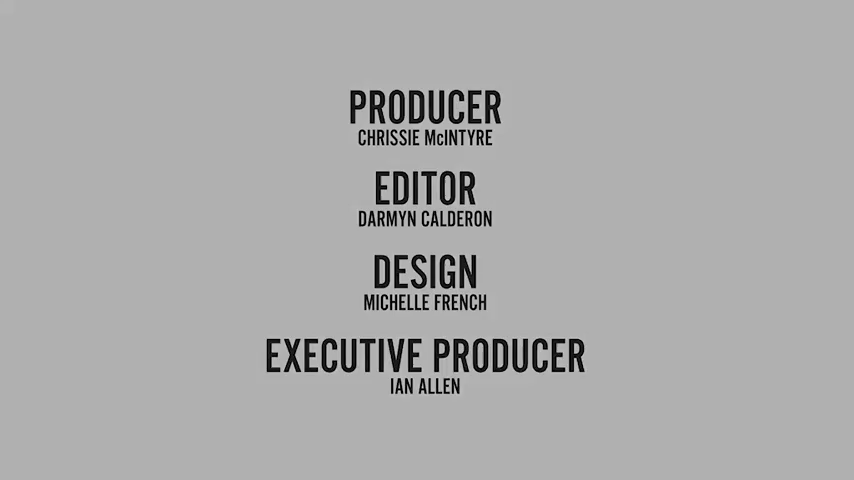 PRODUCER
CHRISSIE McINTYRE
EDITOR
DARMYN CALDERON
DESIGN
MICHELLE FRENCH
EXECUTIVE PRODUCER
IAN ALLEN